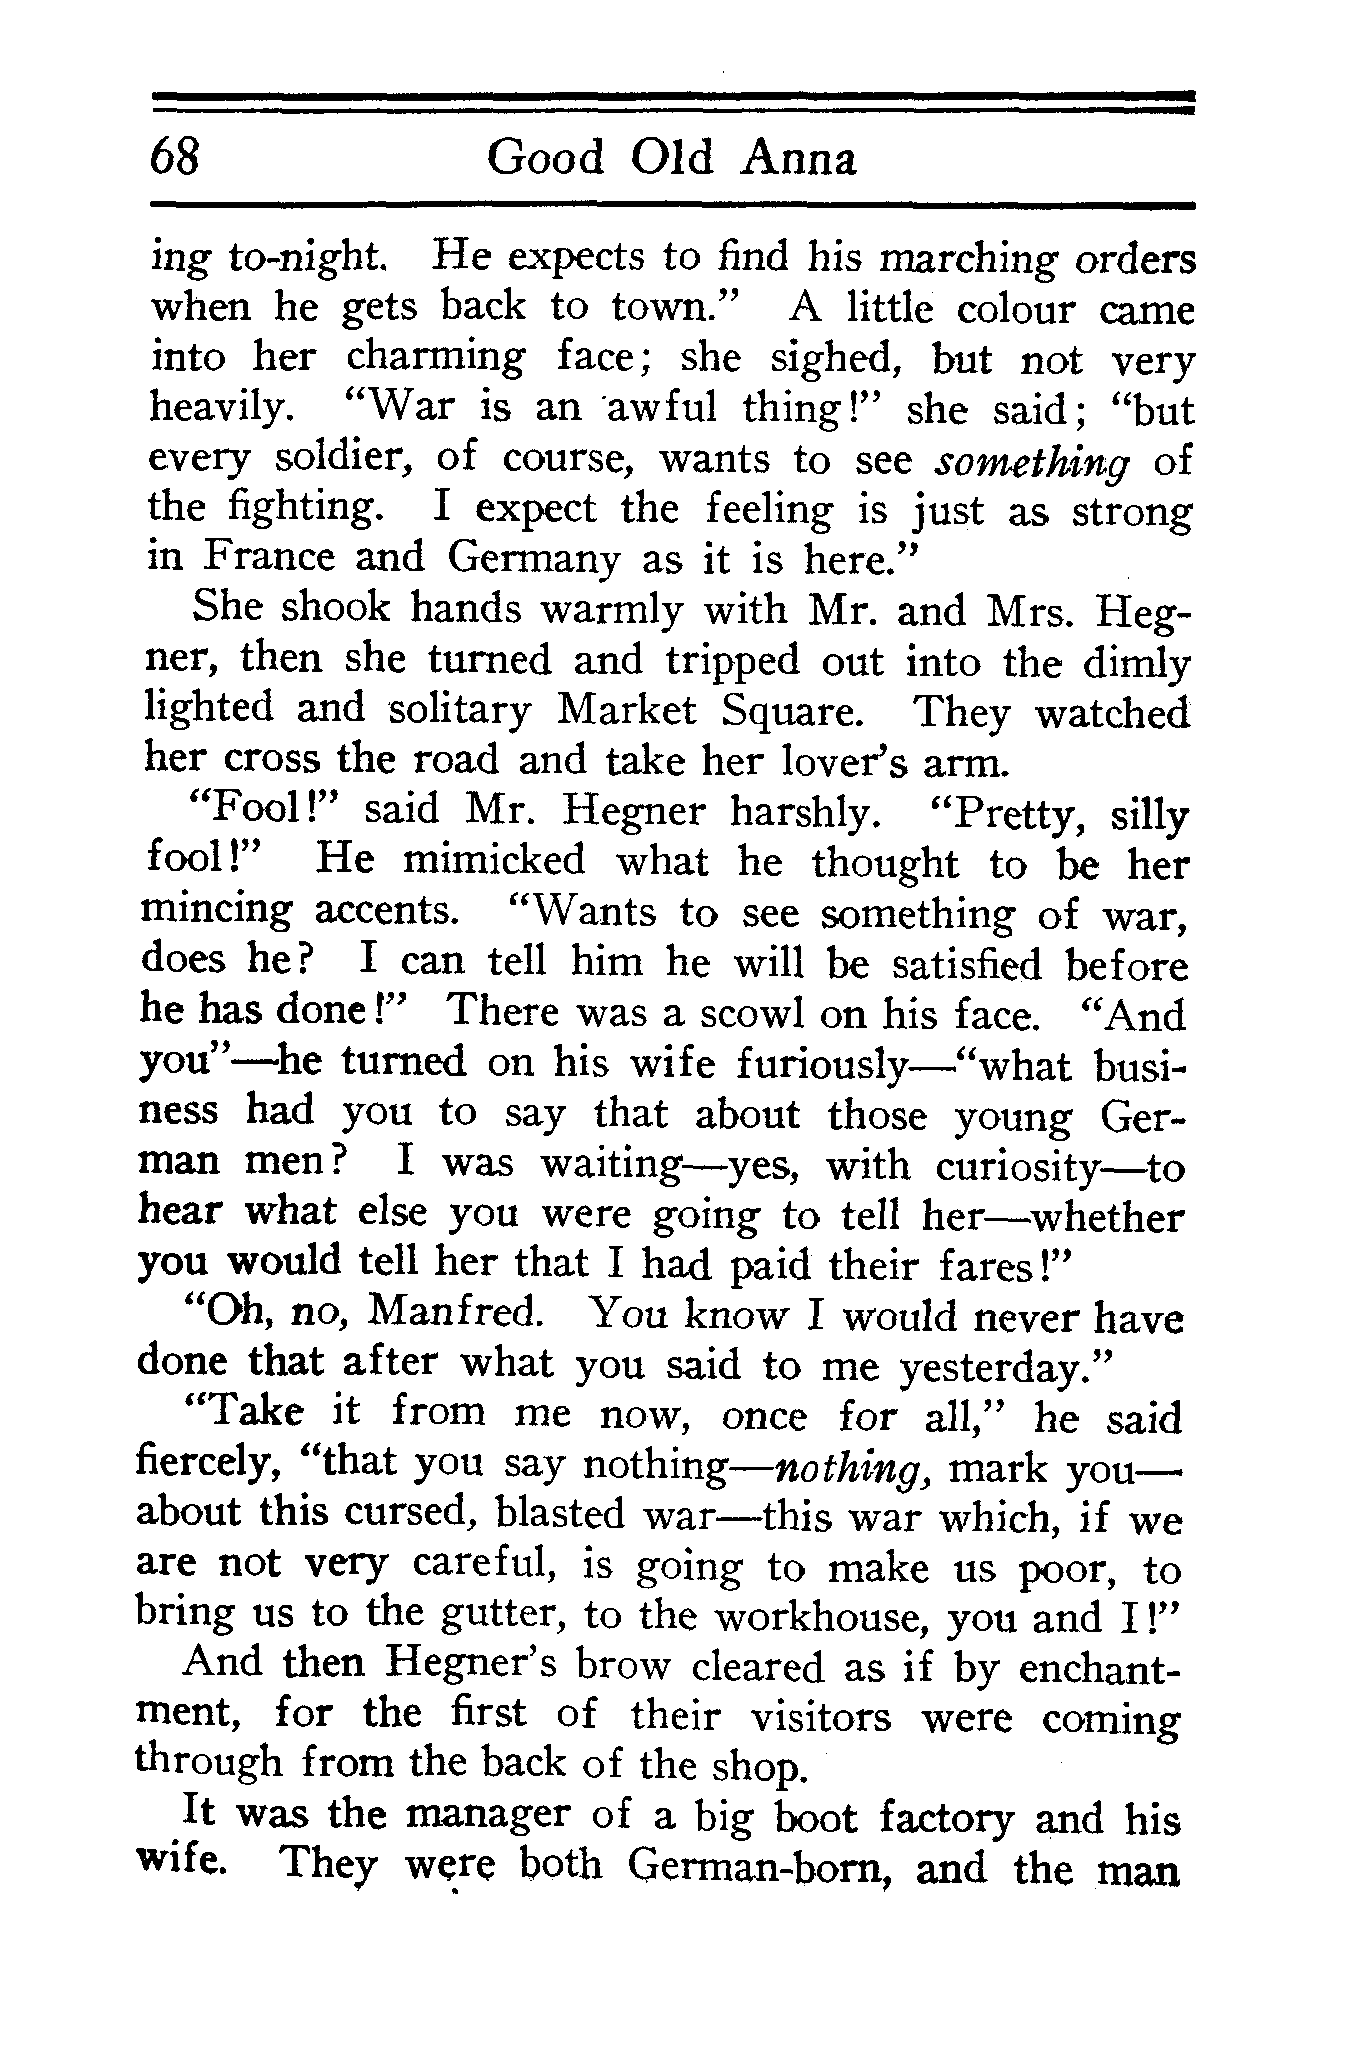 68 Good Old Anna
ing to-night. He expects to find his marching orders
when he gets back to town.” A little colour came
into her charming face; she sighed, but not very
heavily. “War is an awful thing!” she said; “but
every soldier, of course, wants to see something of
the fighting. I expect the feeling is just as strong
in France and Germany as it is here.”
She shook hands warmly with Mr. and Mrs. Heg-
ner, then she turned and tripped out into the dimly
lighted and solitary Market Square. They watched
her cross the road and take her lover’s arm.
“Fool!” said Mr. Hegner harshly. “Pretty, silly
fool!” He mimicked what he thought to be her
mincing accents. “Wants to see something of war,
does he? I can tell him he will be satisfied before
he has done!” There was a scowl on his face. “And
you”—he turned on his wife furiously—“what busi-
ness had you to say that about those young Ger-
man men? I was waiting—yes, with curiosity—to
hear what else you were going to tell her—whether
you would tell her that I had paid their fares!”
“Oh, no, Manfred. You know I would never have
done that after what you said to me yesterday.”
“Take it from me now, once for all,” he said
fiercely, “that you say nothing—nothing, mark you—
about this cursed, blasted war—this war which, if we
are not very careful, is going to make us poor, to
bring us to the gutter, to the workhouse, you and I!”
And then Hegner’s brow cleared as if by enchant-
ment, for the first of their visitors were coming
through from the back of the shop.
It was the manager of a big boot factory and his
wife. They were both German-born, and the man